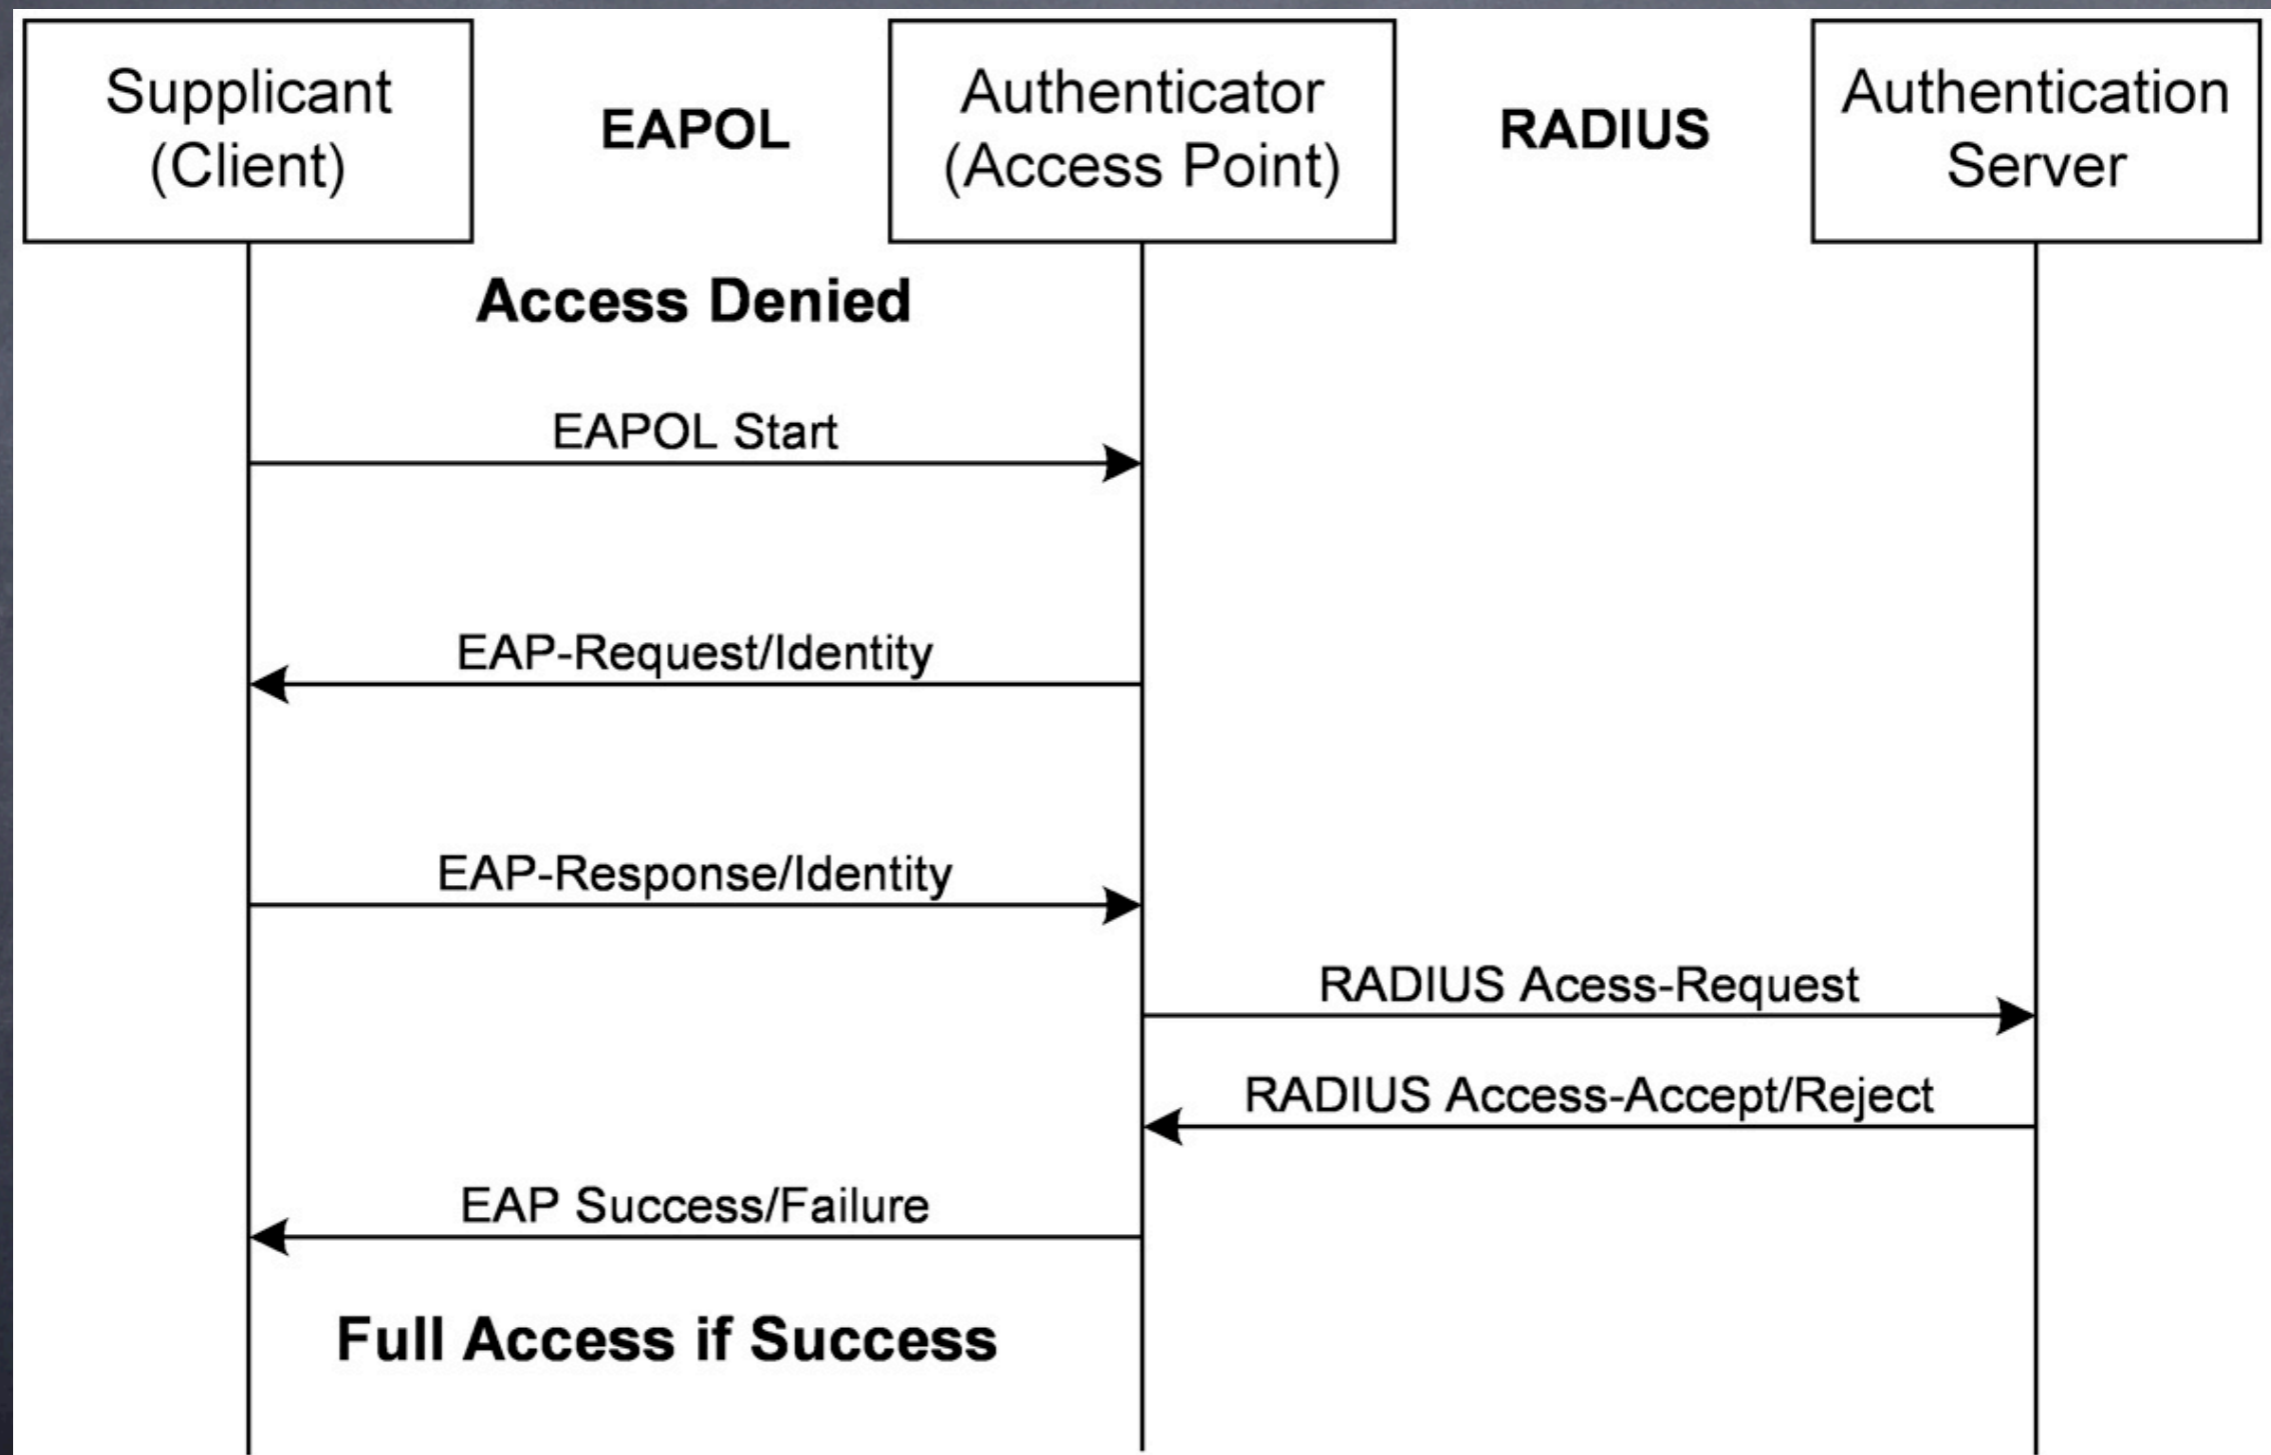 Supplicant
(Client)
EAPOL
Authenticator
(Access Point)
RADIUS
Authentication
Server
Access Denied
EAPOL Start
EAP-Request/Identity
EAP-Response/Identity
RADIUS Acess-Request
RADIUS Access-Accept/Reject
EAP Success/Failure
Full Access if Success